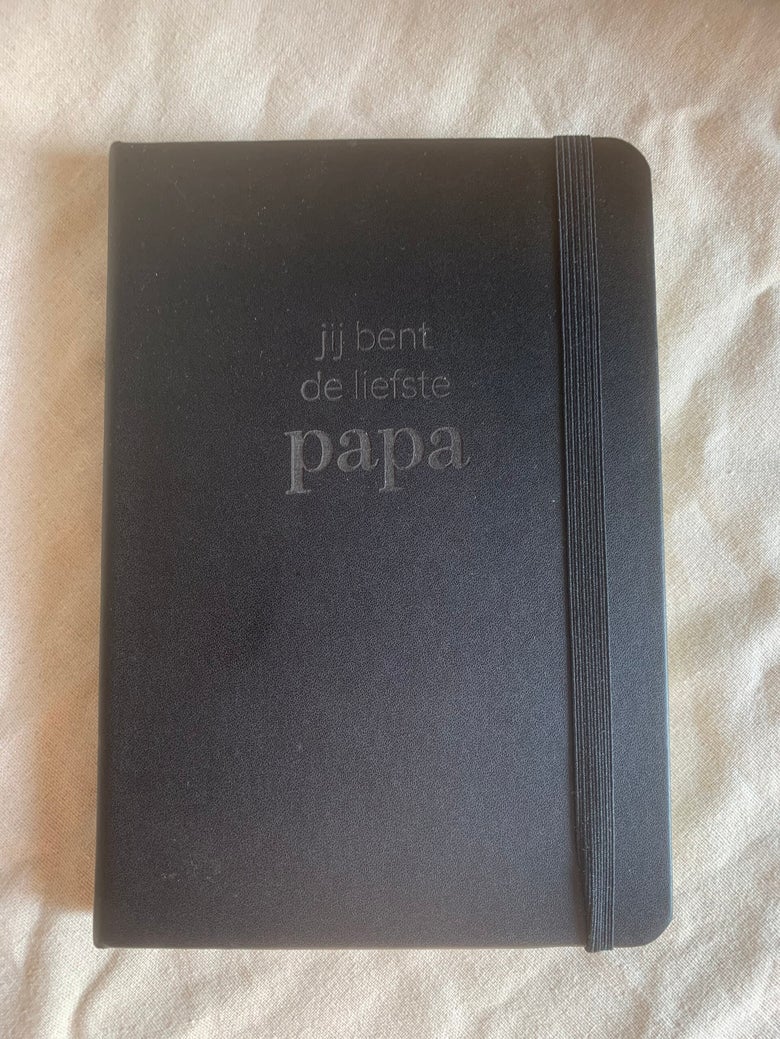 jij bent
de liefste
papa